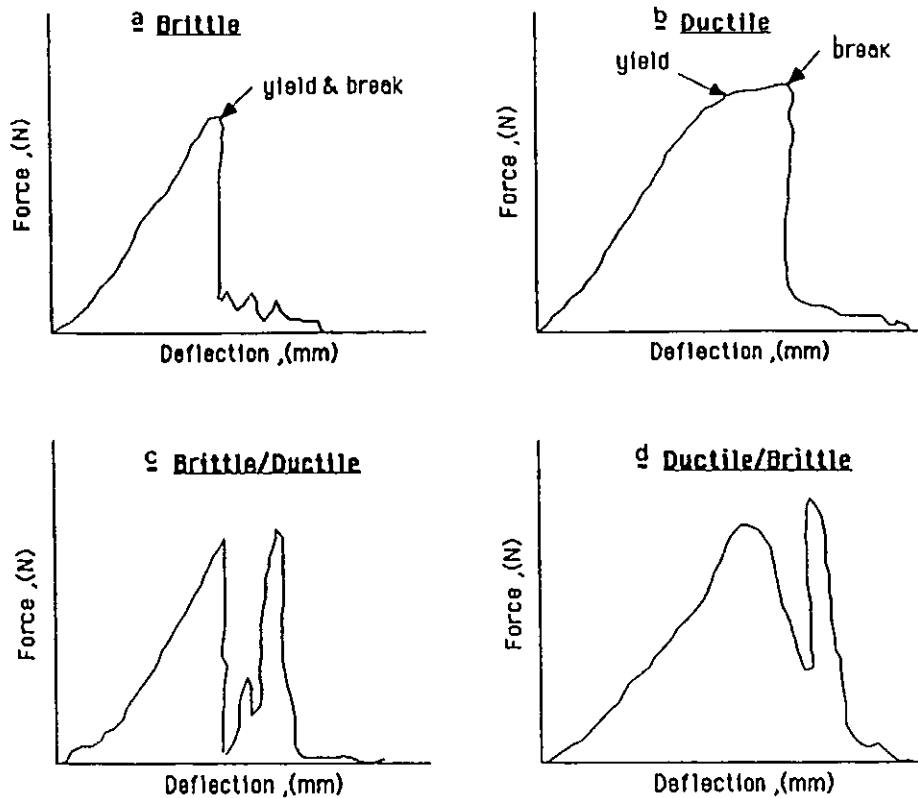 a Brittle
yield & break
Force ,(N)
Deflection ,(mm)
b Ductile
yield
break
Force ,(N)
Deflection ,(mm)
c Brittle/Ductile
Force ,(N)
Deflection ,(mm)
d Ductile/Brittle
Force ,(N)
Deflection ,(mm)